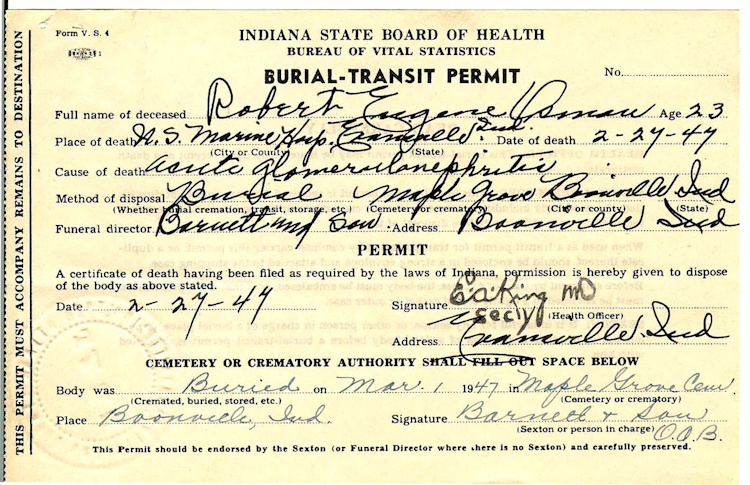 Form V. S. 4
INDIANA STATE BOARD OF HEALTH
BUREAU OF VITAL STATISTICS
BURIAL-TRANSIT PERMIT
No.
Full name of deceased Robert Eugene Osman Age 23
Place of death U. S. Marine Hosp. Evansville Ind. Date of death 2-27-47
(City or County) (State)
Cause of death acute glomerulonephritis
Method of disposal Burial Maple Grove Boonville Ind
(Whether burial cremation, transit, storage, etc.) (Cemetery or crematory) (City or county) (State)
Funeral director Barnett and Son Address Boonville Ind
PERMIT
A certificate of death having been filed as required by the laws of Indiana, permission is hereby given to dispose
of the body as above stated.
Date 2-27-47 Signature King MD
Secty (Health Officer)
Address Evansville Ind
CEMETERY OR CREMATORY AUTHORITY SHALL FILL OUT SPACE BELOW
Body was Buried on Mar. 1 1947 in Maple Grove Cem
(Cremated, buried, stored, etc.) (Cemetery or crematory)
Place Boonville, Ind. Signature Barnett & Son
(Sexton or person in charge) O.O.B.
This Permit should be endorsed by the Sexton (or Funeral Director where there is no Sexton) and carefully preserved.
THIS PERMIT MUST ACCOMPANY REMAINS TO DESTINATION